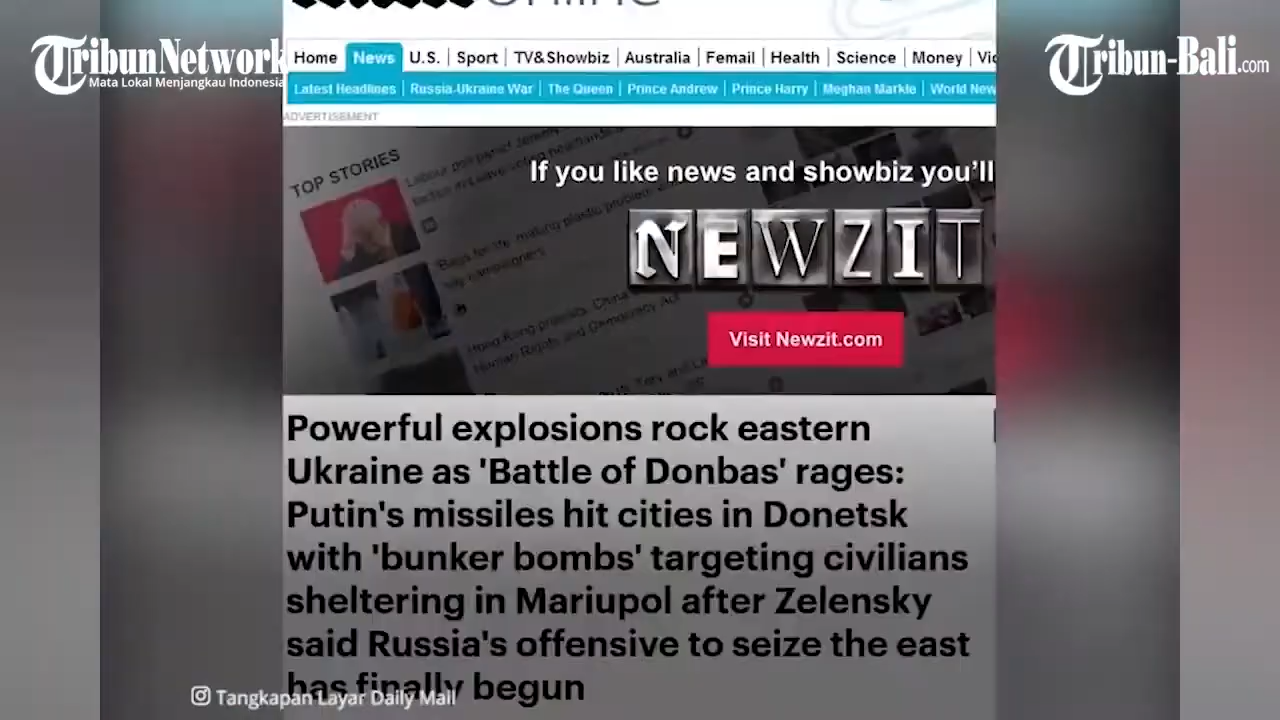 TribunNetwork
Mata Lokal Menjangkau Indonesia
Tribun-Bali.com
Home News U.S. Sport TV&Showbiz Australia Femail Health Science Money
Latest Headlines Russia-Ukraine War The Queen Prince Andrew Prince Harry Meghan Markle World New
ADVERTISEMENT
TOP STORIES
If you like news and showbiz you'll
NEWZIT
Visit Newzit.com
Powerful explosions rock eastern
Ukraine as 'Battle of Donbas' rages:
Putin's missiles hit cities in Donetsk
with 'bunker bombs' targeting civilians
sheltering in Mariupol after Zelensky
said Russia's offensive to seize the east
has finally begun
Tangkapan Layar Daily Mail